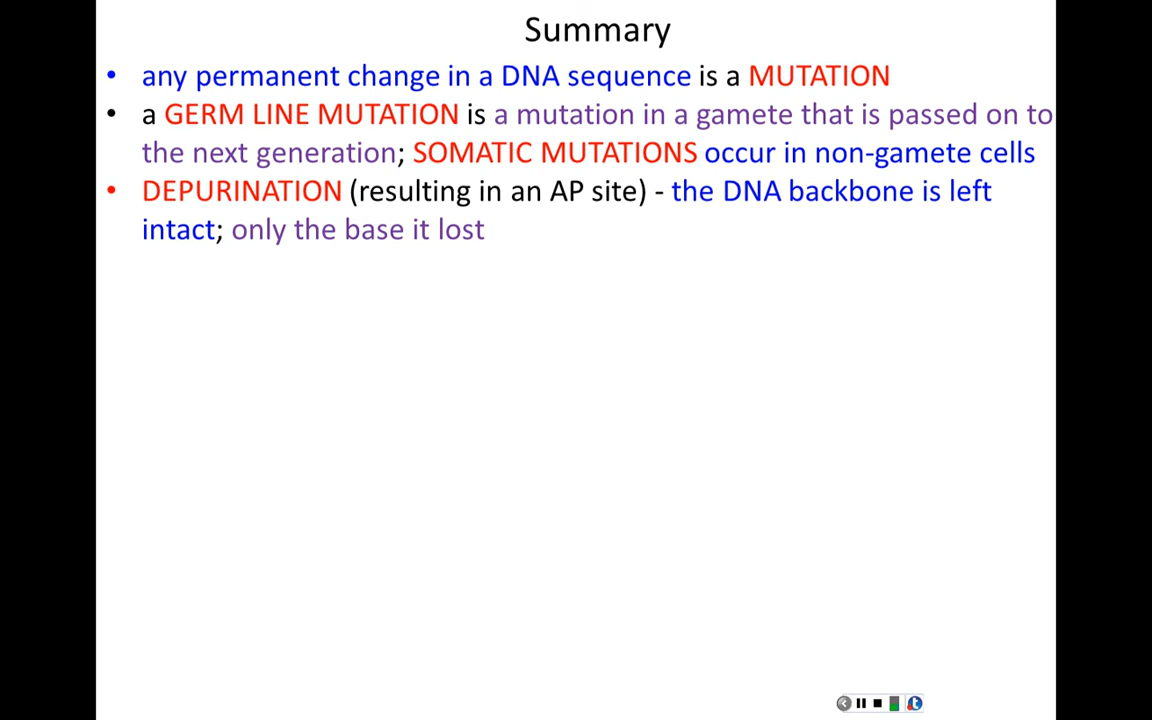 Summary
• any permanent change in a DNA sequence is a MUTATION
• a GERM LINE MUTATION is a mutation in a gamete that is passed on to
the next generation; SOMATIC MUTATIONS occur in non-gamete cells
• DEPURINATION (resulting in an AP site) - the DNA backbone is left
intact; only the base it lost